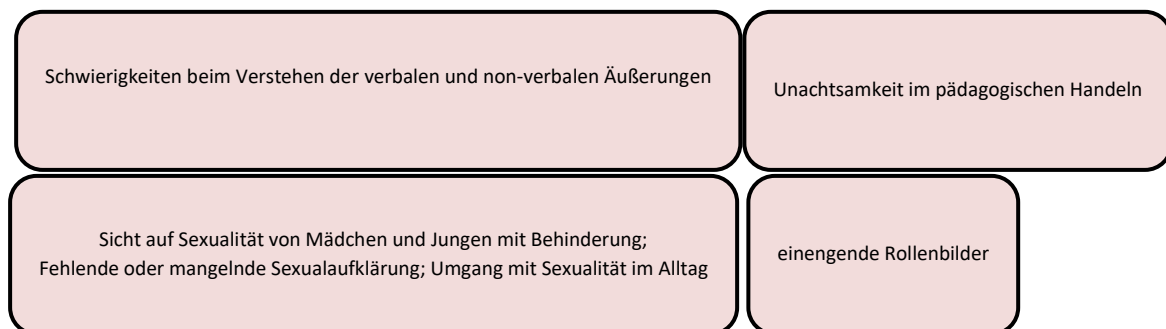 Schwierigkeiten beim Verstehen der verbalen und non-verbalen Äußerungen
Unachtsamkeit im pädagogischen Handeln
Sicht auf Sexualität von Mädchen und Jungen mit Behinderung;
Fehlende oder mangelnde Sexualaufklärung; Umgang mit Sexualität im Alltag
einengende Rollenbilder